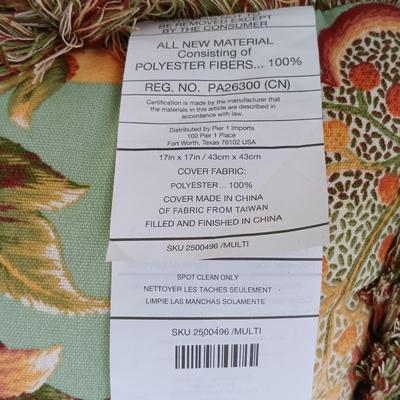 BE REMOVED EXCEPT
BY THE CONSUMER
ALL NEW MATERIAL
Consisting of
POLYESTER FIBERS... 100%
REG. NO. PA26300 (CN)
Certification is made by the manufacturer that
the materials in this article are described in
accordance with law.
Distributed by Pier 1 Imports
100 Pier 1 Place
Fort Worth, Texas 76102 USA
17in x 17in / 43cm x 43cm
COVER FABRIC:
POLYESTER... 100%
COVER MADE IN CHINA
OF FABRIC FROM TAIWAN
FILLED AND FINISHED IN CHINA
SKU 2500496 /MULTI
SPOT CLEAN ONLY
NETTOYER LES TACHES SEULEMENT
LIMPIE LAS MANCHAS SOLAMENTE
SKU 2500496 /MULTI